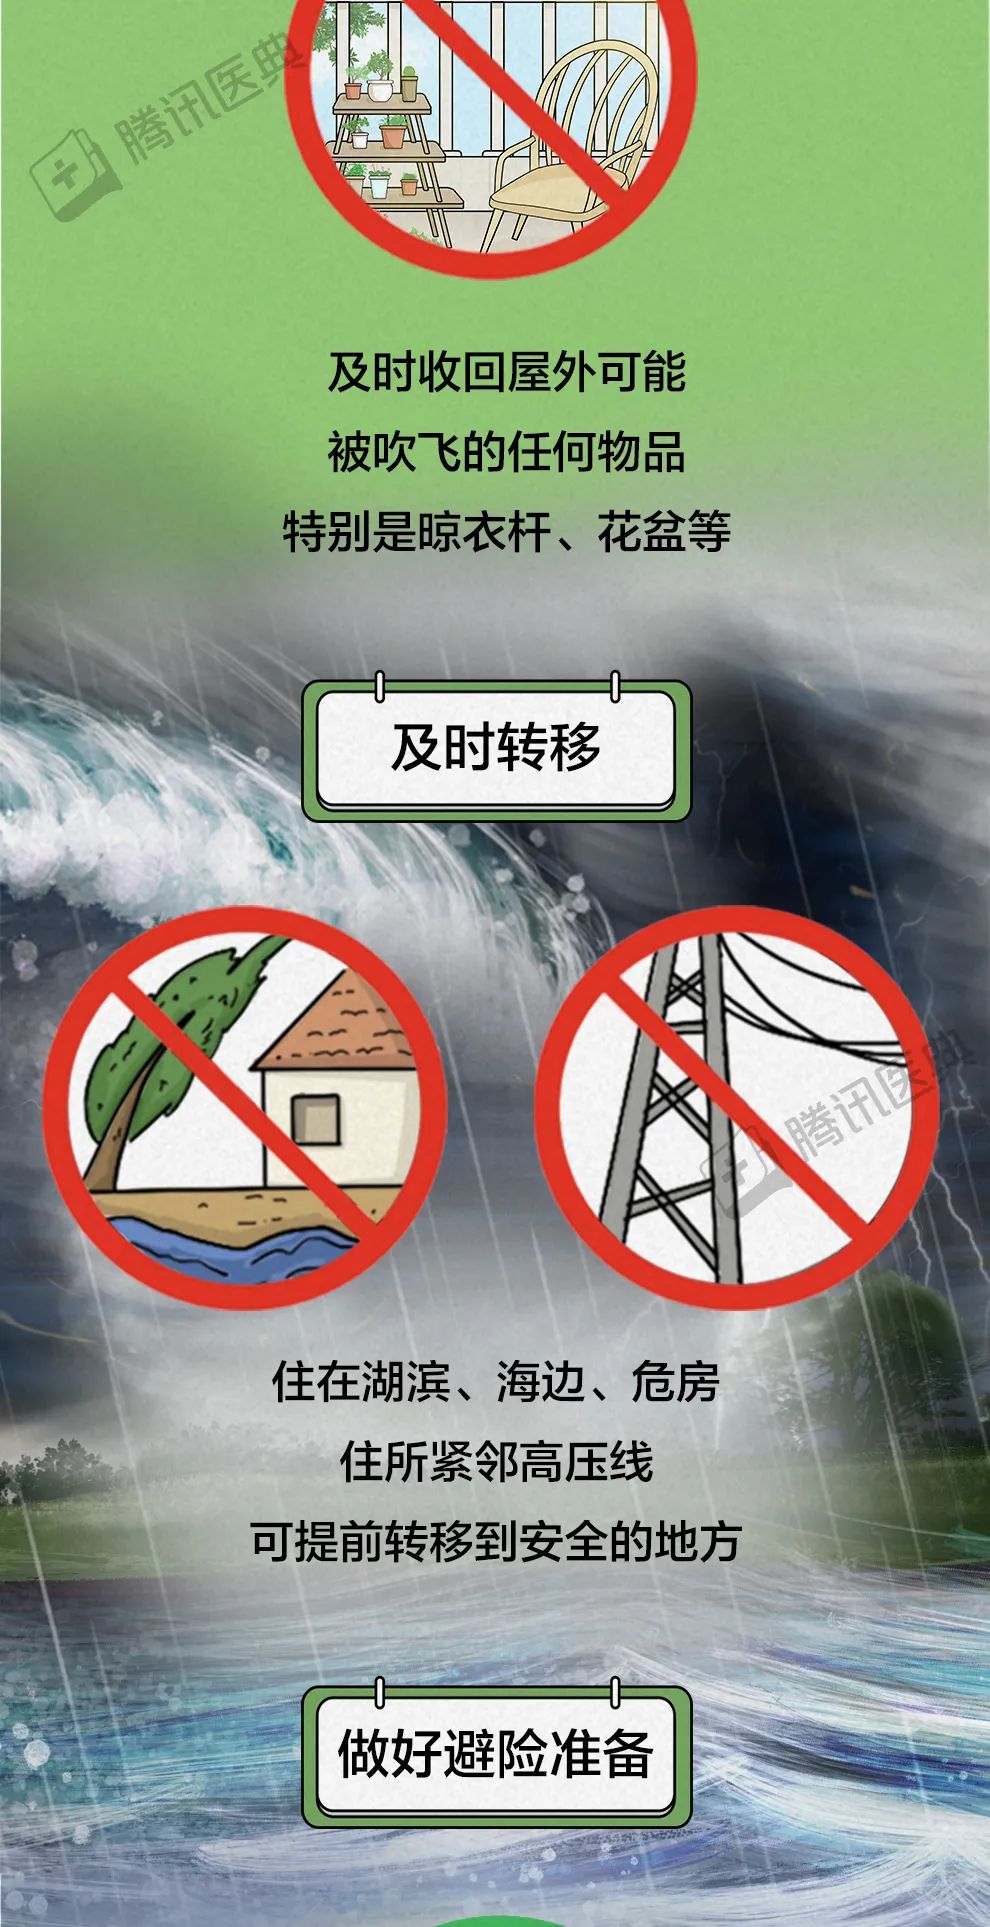 腾讯医典
及时收回屋外可能
被吹飞的任何物品
特别是晾衣杆、花盆等
及时转移
腾讯医典
住在湖滨、海边、危房
住所紧邻高压线
可提前转移到安全的地方
做好避险准备